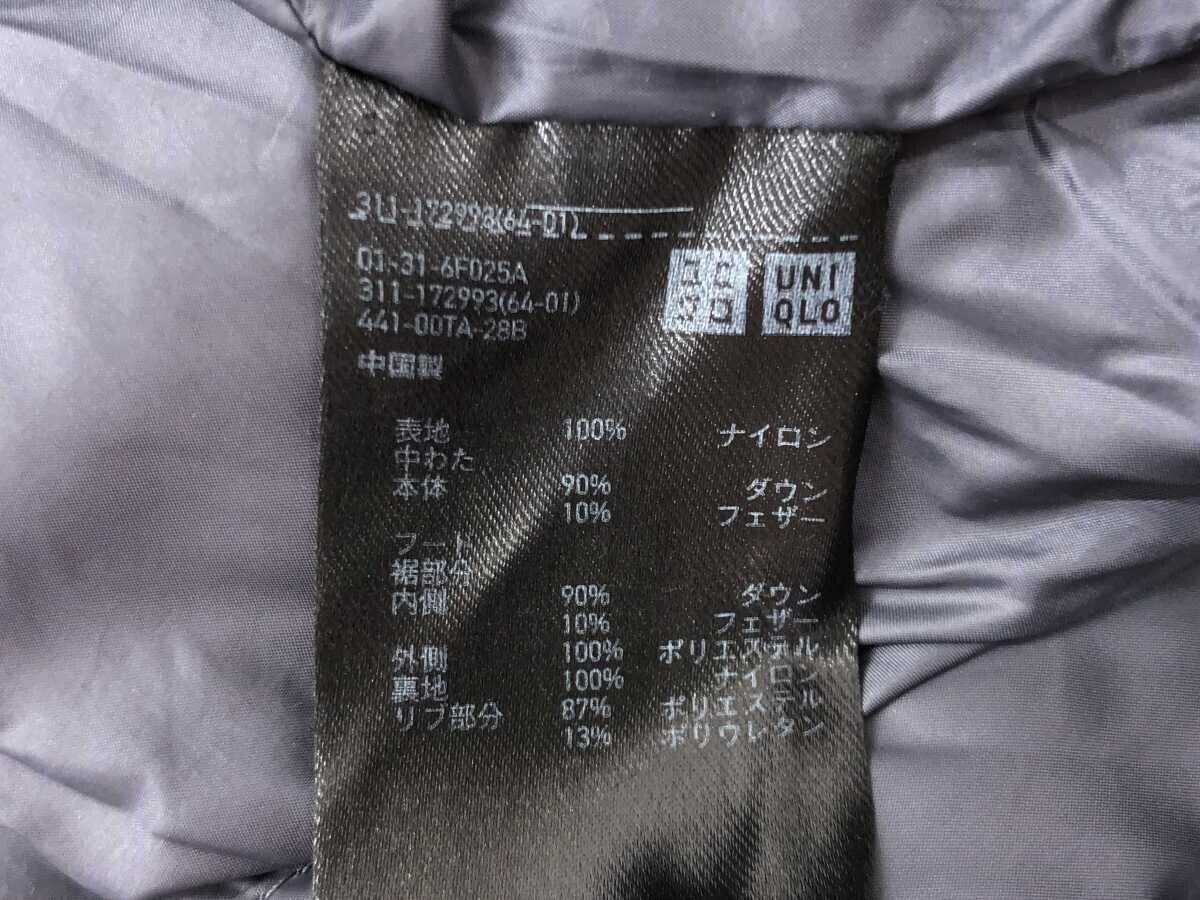 311-172993(64-01)
01-31-6F025A
311-172993(64-01)
441-00TA-28B
中国製
UNI
QLO
表地 100% ナイロン
中わた
本体 90% ダウン
10% フェザー
フード
裾部分
内側 90% ダウン
10% フェザー
外側 100% ポリエステル
裏地 100% ナイロン
リブ部分 87% ポリエステル
13% ポリウレタン